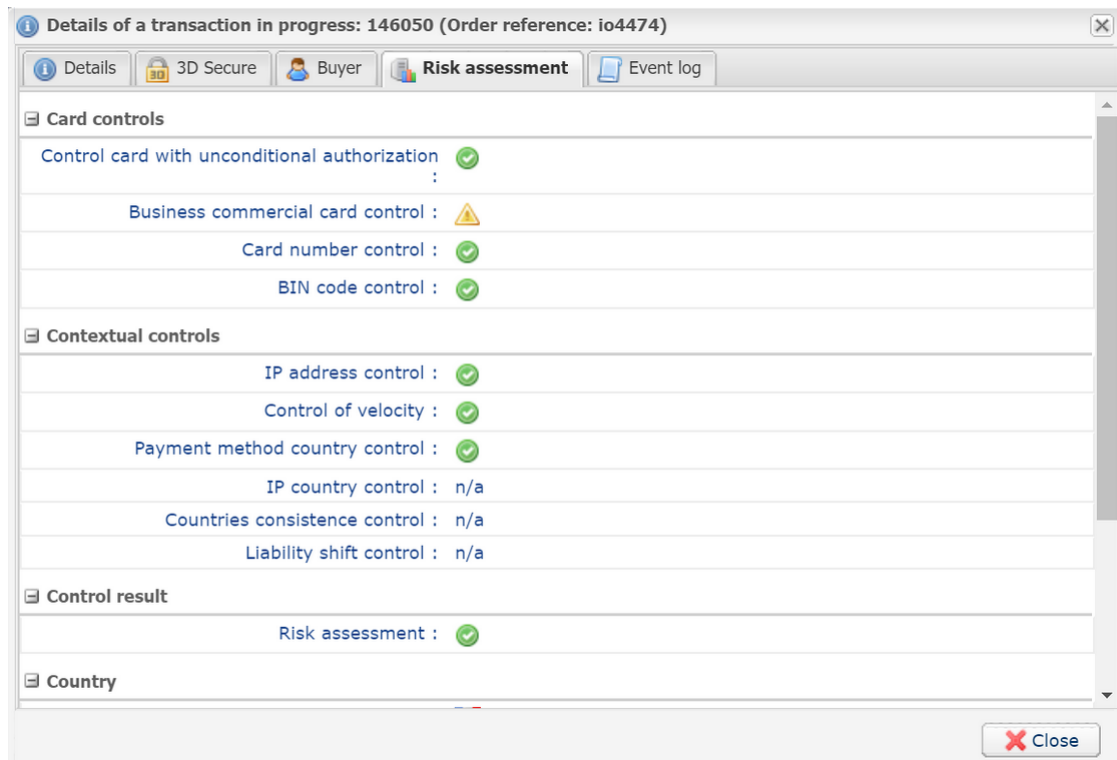 Details of a transaction in progress: 146050 (Order reference: io4474)
Details
3D Secure
Buyer
Risk assessment
Event log
Card controls
Control card with unconditional authorization
:
Business commercial card control :
Card number control :
BIN code control :
Contextual controls
IP address control :
Control of velocity :
Payment method country control :
IP country control : n/a
Countries consistence control : n/a
Liability shift control : n/a
Control result
Risk assessment :
Country
Close